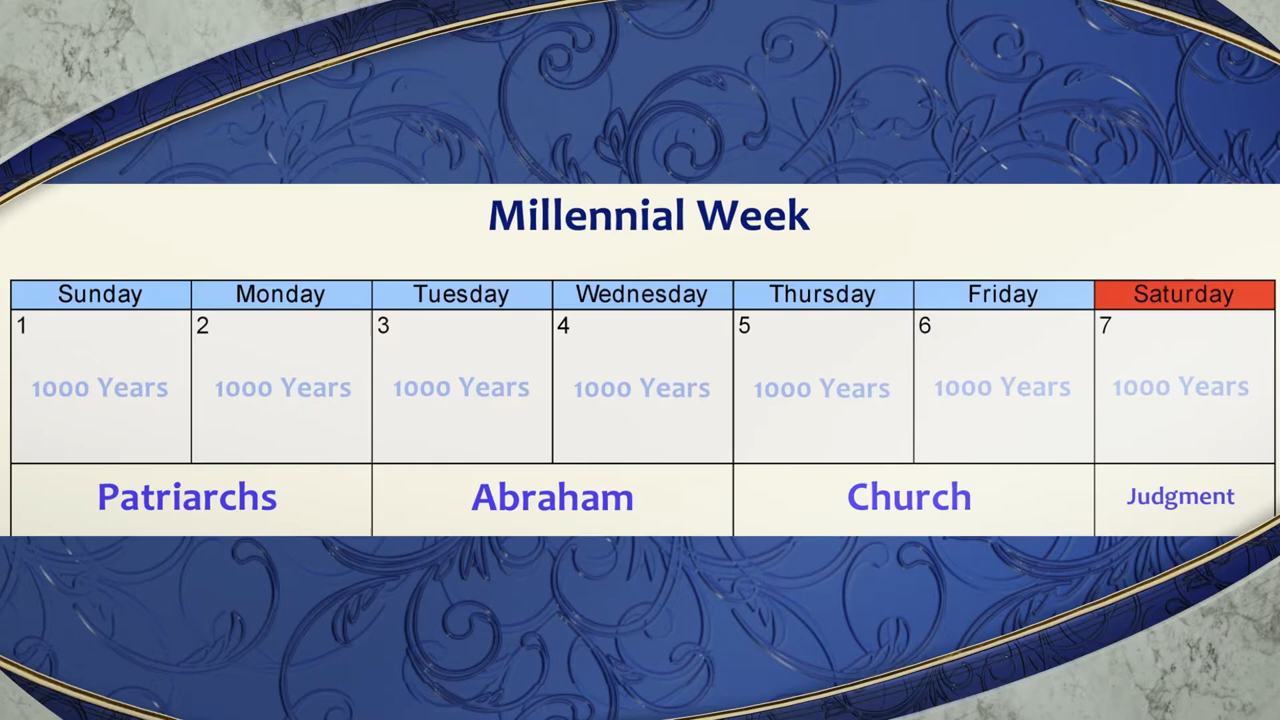 Millennial Week
Sunday Monday Tuesday Wednesday Thursday Friday Saturday
1 2 3 4 5 6 7
1000 Years 1000 Years 1000 Years 1000 Years 1000 Years 1000 Years 1000 Years
Patriarchs Abraham Church Judgment